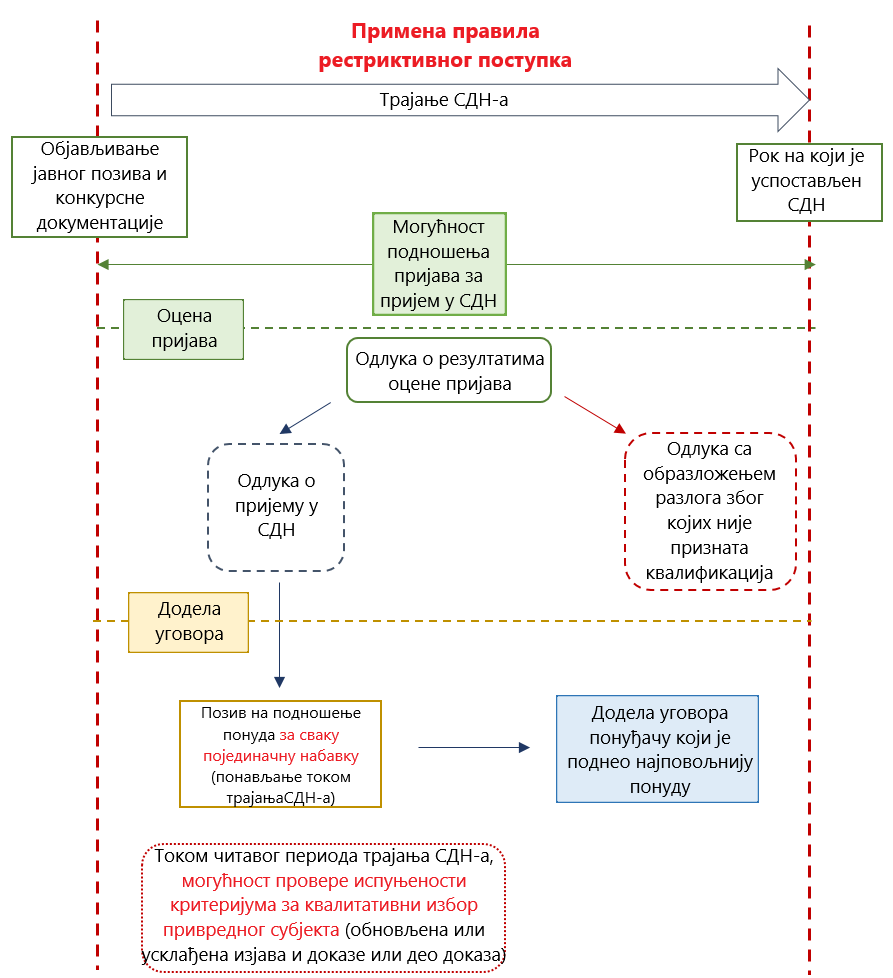 Примена правила
рестриктивног поступка
Трајање СДН-а
Објављивање
јавног позива и
конкурсне
документације
Рок на који је
успостављен
СДН
Могућност
подношења
пријава за
пријем у СДН
Оцена
пријава
Одлука о резултатима
оцене пријава
Одлука о
пријему у
СДН
Одлука са
образложењем
разлога због
којих није
призната
квалификација
Додела
уговора
Позив на подношење
понуда за сваку
појединачну набавку
(понављање током
трајањаСДН-а)
Додела уговора
понуђачу који је
поднео најповољнију
понуду
Током читавог периода трајања СДН-а,
могућност провере испуњености
критеријума за квалитативни избор
привредног субјекта (обновљена или
усклађена изјава и доказе или део доказа)